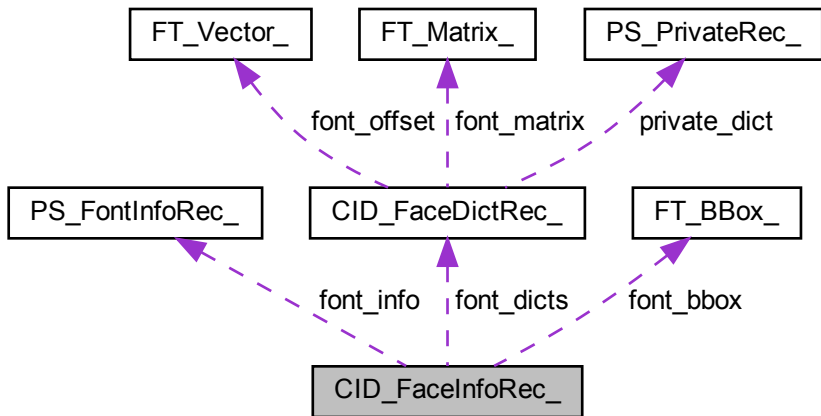 FT_Vector_
FT_Matrix_
PS_PrivateRec_
font_offset
font_matrix
private_dict
PS_FontInfoRec_
CID_FaceDictRec_
FT_BBox_
font_info
font_dicts
font_bbox
CID_FaceInfoRec_